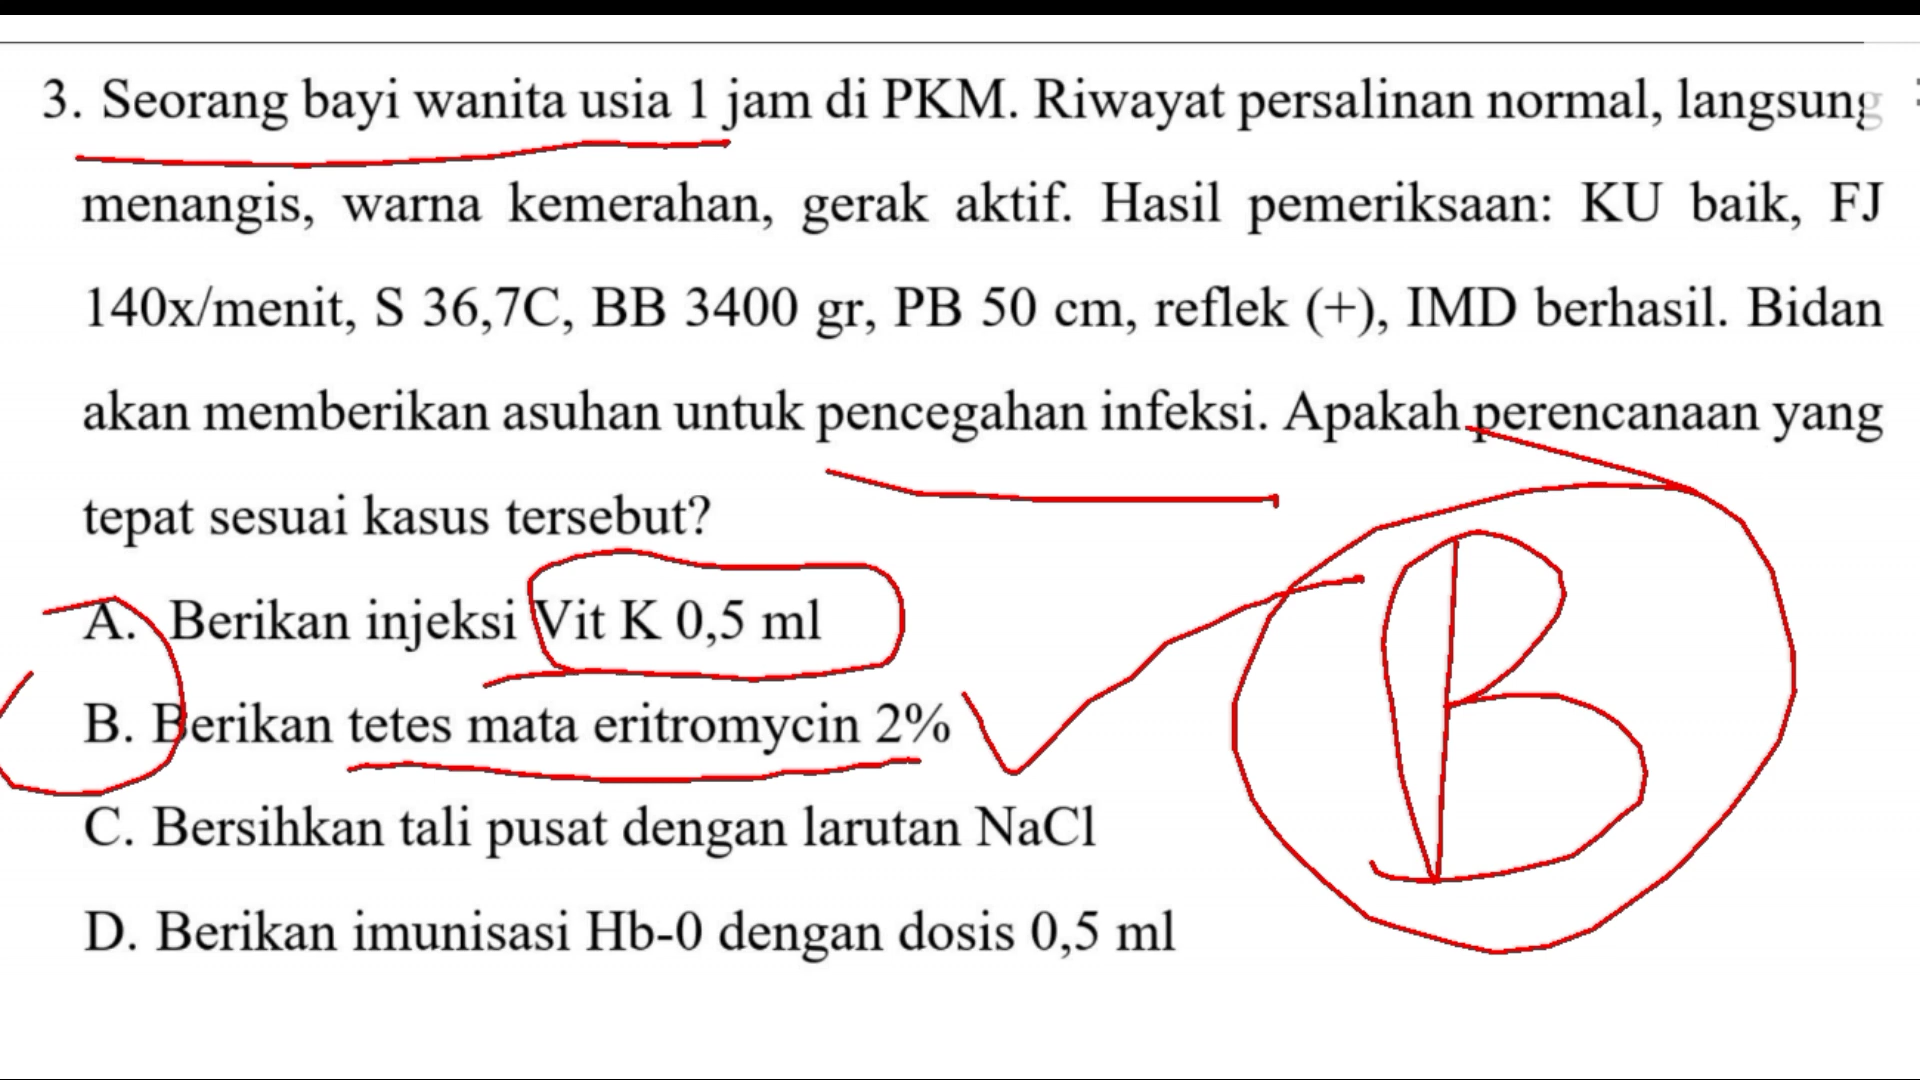 3. Seorang bayi wanita usia 1 jam di PKM. Riwayat persalinan normal, langsung
menangis, warna kemerahan, gerak aktif. Hasil pemeriksaan: KU baik, FJ
140x/menit, S 36,7C, BB 3400 gr, PB 50 cm, reflek (+), IMD berhasil. Bidan
akan memberikan asuhan untuk pencegahan infeksi. Apakah perencanaan yang
tepat sesuai kasus tersebut?
A. Berikan injeksi Vit K 0,5 ml
B. Berikan tetes mata eritromycin 2%
C. Bersihkan tali pusat dengan larutan NaCl
D. Berikan imunisasi Hb-0 dengan dosis 0,5 ml
B